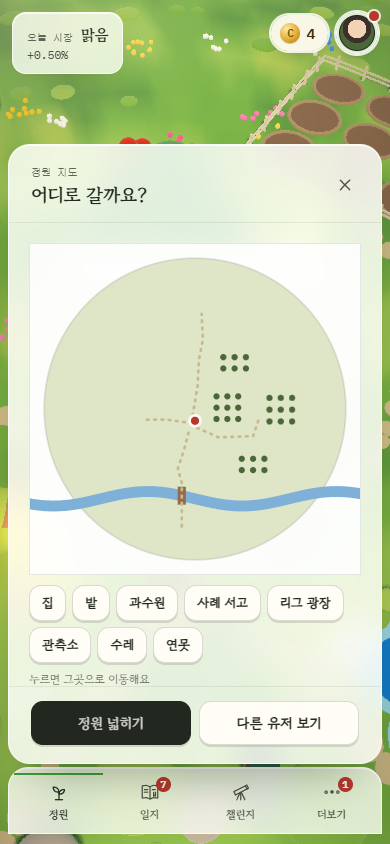 오늘 시장 맑음
+0.50%
C 4
정원 지도
어디로 갈까요?
집
밭
과수원
사례 서고
리그 광장
관측소
수레
연못
누르면 그곳으로 이동해요
정원 넓히기
다른 유저 보기
7
1
정원
일지
챌린지
더보기